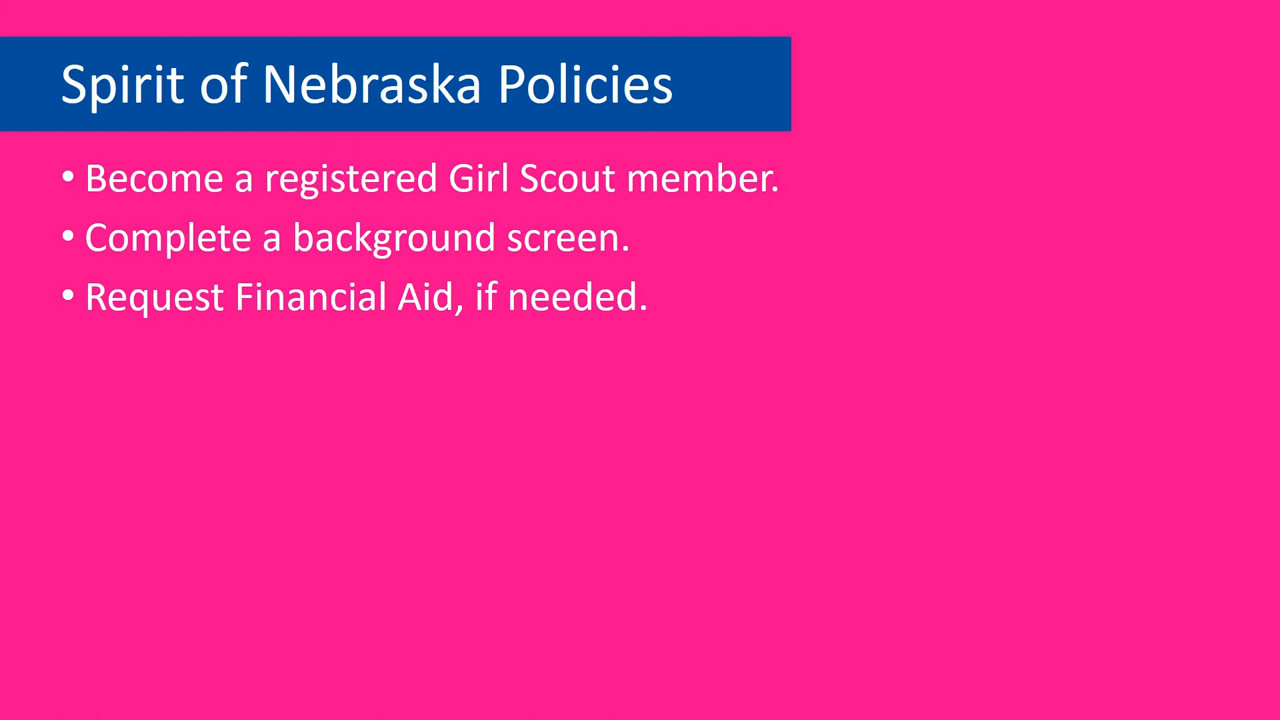 Spirit of Nebraska Policies
• Become a registered Girl Scout member.
• Complete a background screen.
• Request Financial Aid, if needed.